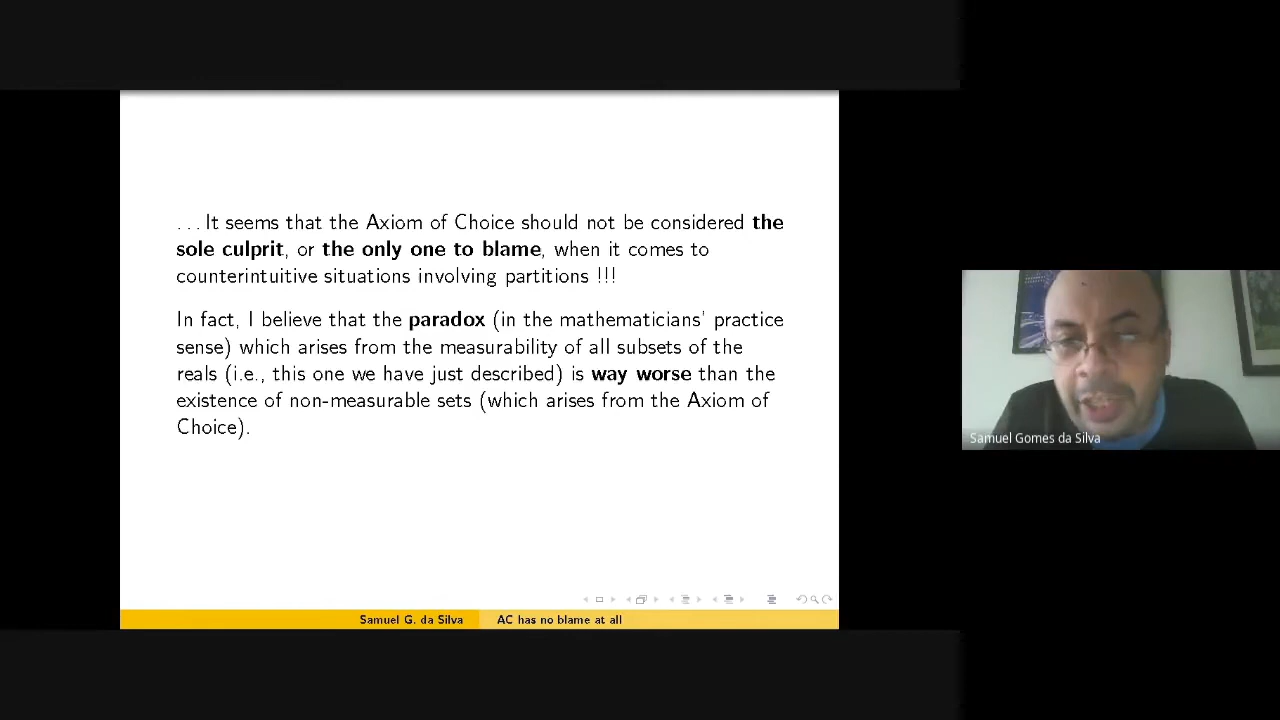 ...It seems that the Axiom of Choice should not be considered the
sole culprit, or the only one to blame, when it comes to
counterintuitive situations involving partitions !!!
In fact, I believe that the paradox (in the mathematicians' practice
sense) which arises from the measurability of all subsets of the
reals (i.e., this one we have just described) is way worse than the
existence of non-measurable sets (which arises from the Axiom of
Choice).
Samuel Gomes da Silva
Samuel G. da Silva
AC has no blame at all